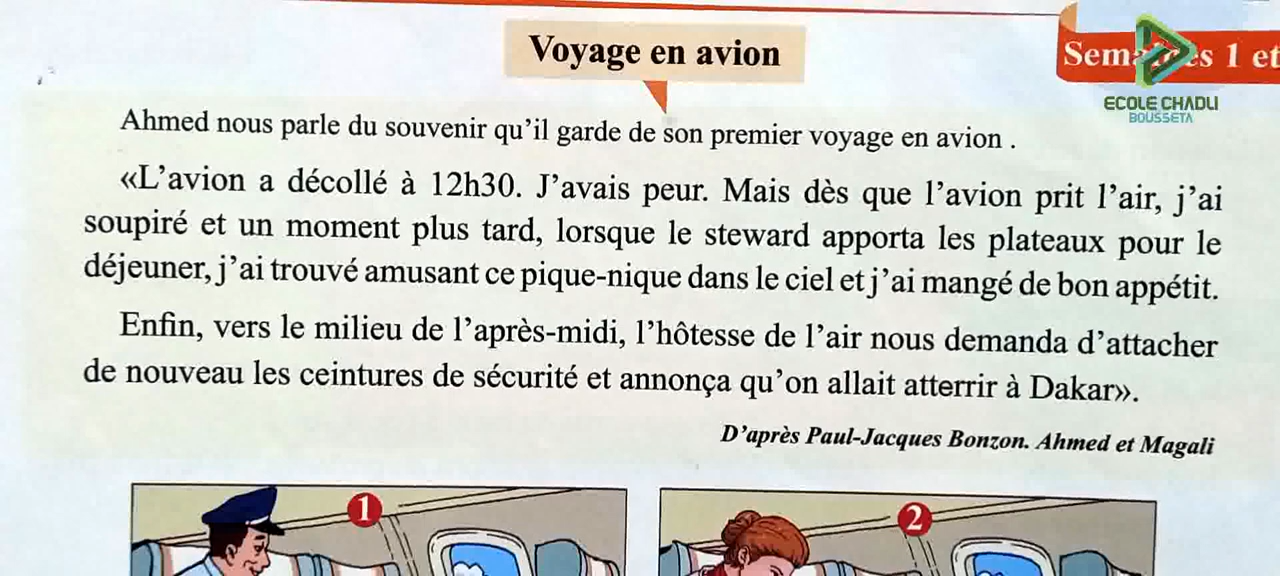 Voyage en avion
Semaines 1 et
ECOLE CHADLI
BOUSSETA
Ahmed nous parle du souvenir qu'il garde de son premier voyage en avion .
«L'avion a décollé à 12h30. J'avais peur. Mais dès que l'avion prit l'air, j'ai
soupiré et un moment plus tard, lorsque le steward apporta les plateaux pour le
déjeuner, j'ai trouvé amusant ce pique-nique dans le ciel et j'ai mangé de bon appétit.
Enfin, vers le milieu de l'après-midi, l'hôtesse de l'air nous demanda d'attacher
de nouveau les ceintures de sécurité et annonça qu'on allait atterrir à Dakar».
D'après Paul-Jacques Bonzon. Ahmed et Magali
1
2